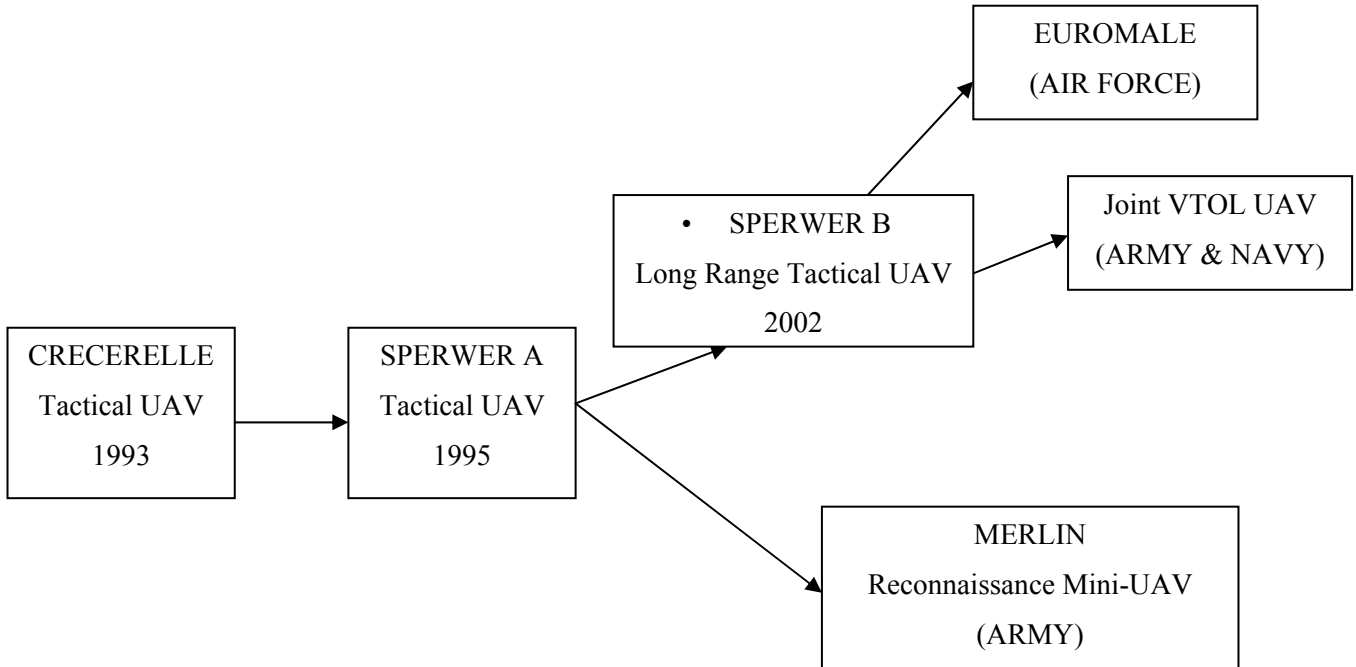 EUROMALE
(AIR FORCE)
Joint VTOL UAV
(ARMY & NAVY)
• SPERWER B
Long Range Tactical UAV
2002
CRECERELLE
Tactical UAV
1993
SPERWER A
Tactical UAV
1995
MERLIN
Reconnaissance Mini-UAV
(ARMY)